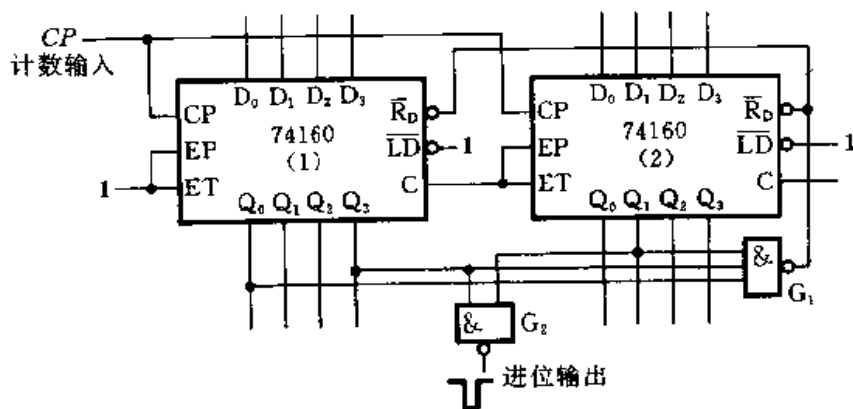 CP
计数输入
D₀ D₁ D₂ D₃
CP
R̅_D
74160
EP
(1)
L̅D̅
1
1
ET
C
Q₀ Q₁ Q₂ Q₃
D₀ D₁ D₂ D₃
CP
R̅_D
74160
EP
(2)
L̅D̅
1
ET
C
Q₀ Q₁ Q₂ Q₃
&
G₁
&
G₂
进位输出